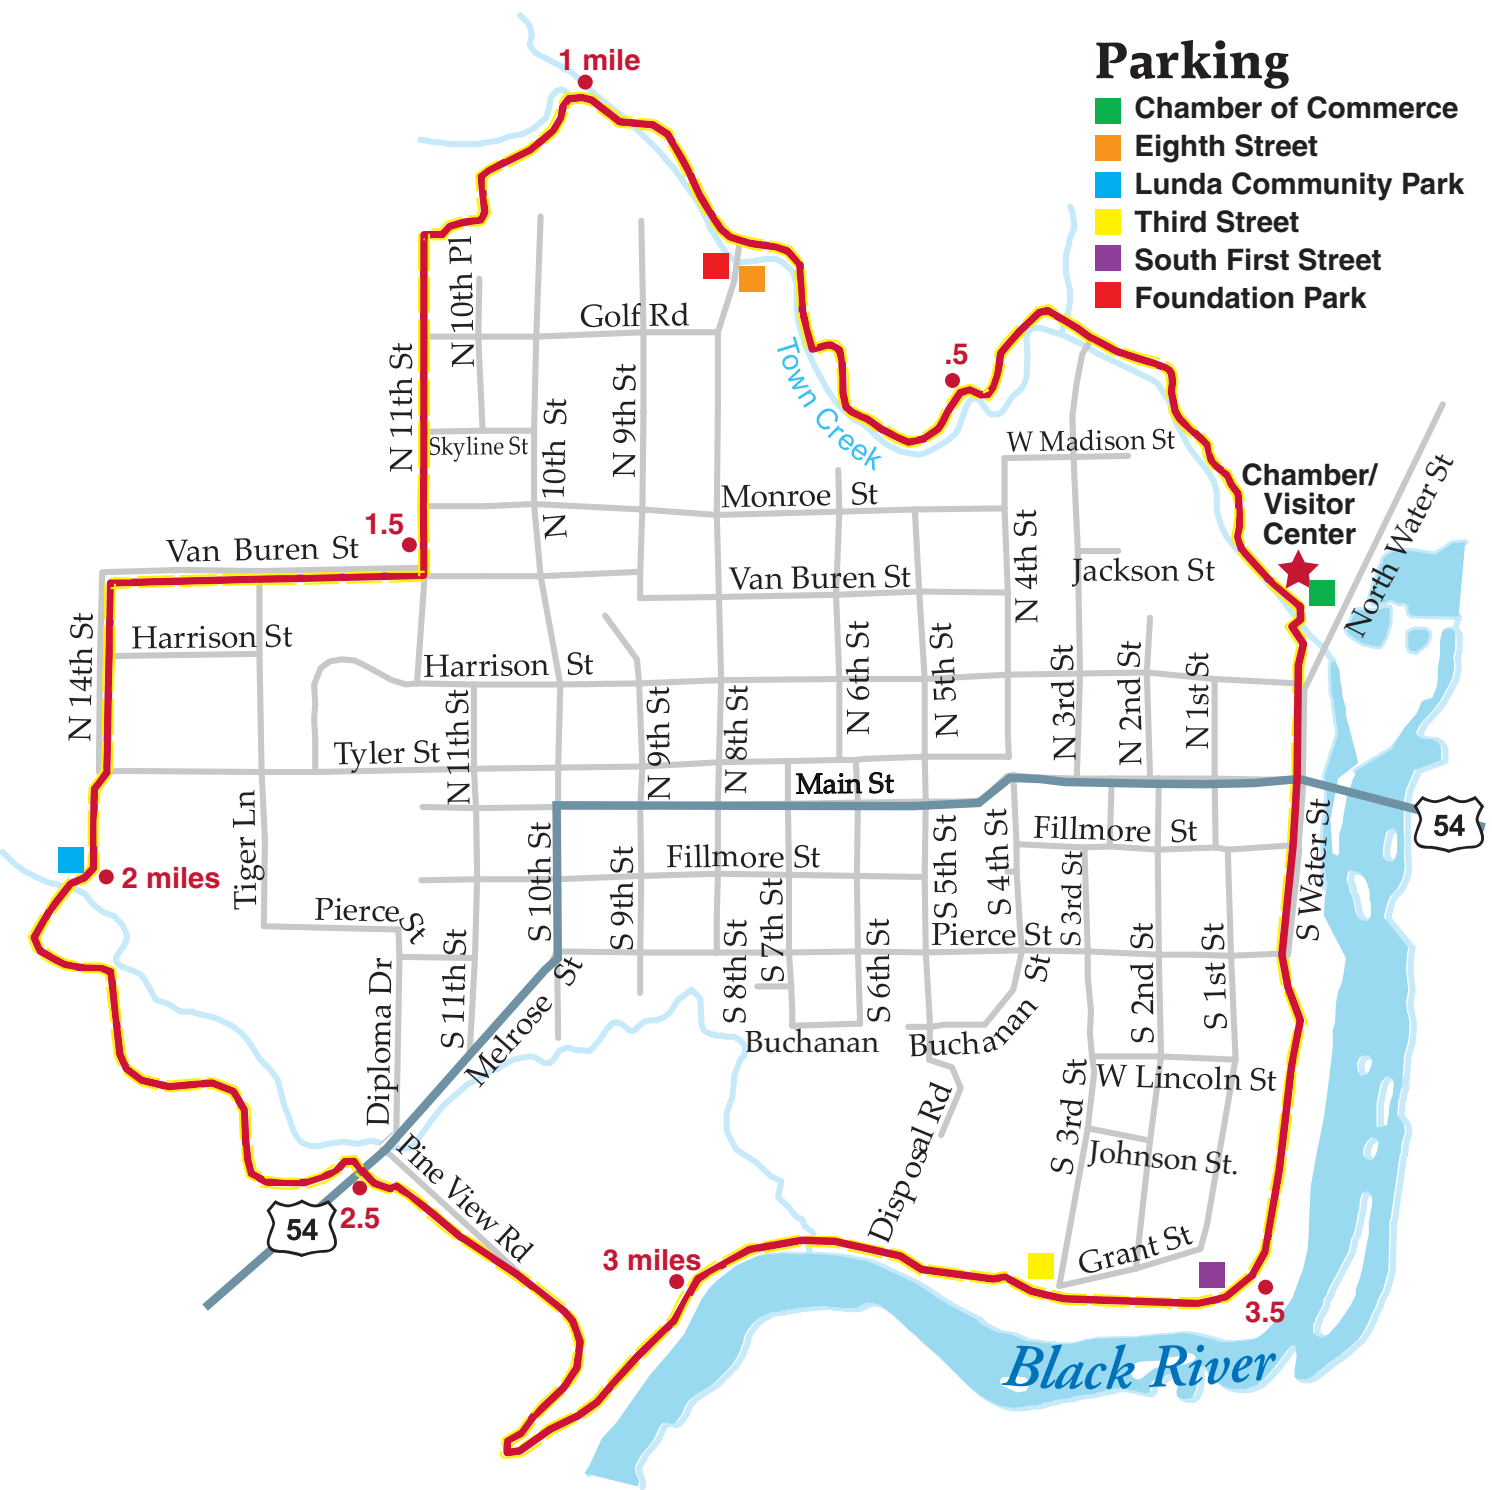 Parking
Chamber of Commerce
Eighth Street
Lunda Community Park
Third Street
South First Street
Foundation Park
1 mile
N 10th Pl
Golf Rd
N 11th St
N 9th St
Town Creek
.5
Skyline St
N 10th St
W Madison St
Monroe St
Chamber/
Visitor
Center
North Water St
1.5
Van Buren St
Van Buren St
N 4th St
Jackson St
N 14th St
Harrison St
Harrison St
N 6th St
N 5th St
N 3rd St
N 2nd St
N 1st St
Tyler St
N 11th St
N 9th St
N 8th St
Main St
54
Tiger Ln
2 miles
S 10th St
S 9th St
Fillmore St
S 5th St
S 4th St
Fillmore St
S 3rd St
S Water St
Pierce St
S 11th St
S 8th St
S 7th St
S 6th St
Pierce St
S 2nd St
S 1st St
Diploma Dr
Melrose St
Buchanan
Buchanan St
W Lincoln St
S 3rd St
Johnson St.
Disposal Rd
Pine View Rd
54
2.5
3 miles
Grant St
3.5
Black River